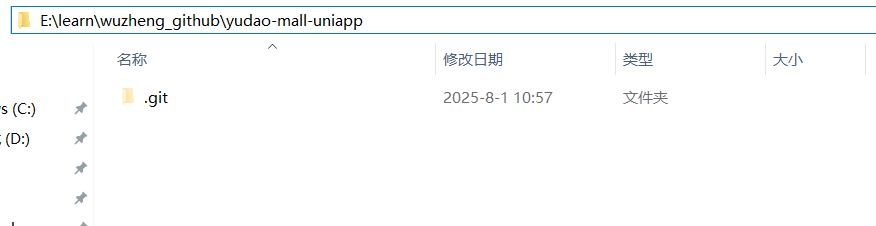 E:\learn\wuzheng_github\yudao-mall-uniapp
名称 修改日期 类型 大小
.git 2025-8-1 10:57 文件夹
s (C:)
(D:)